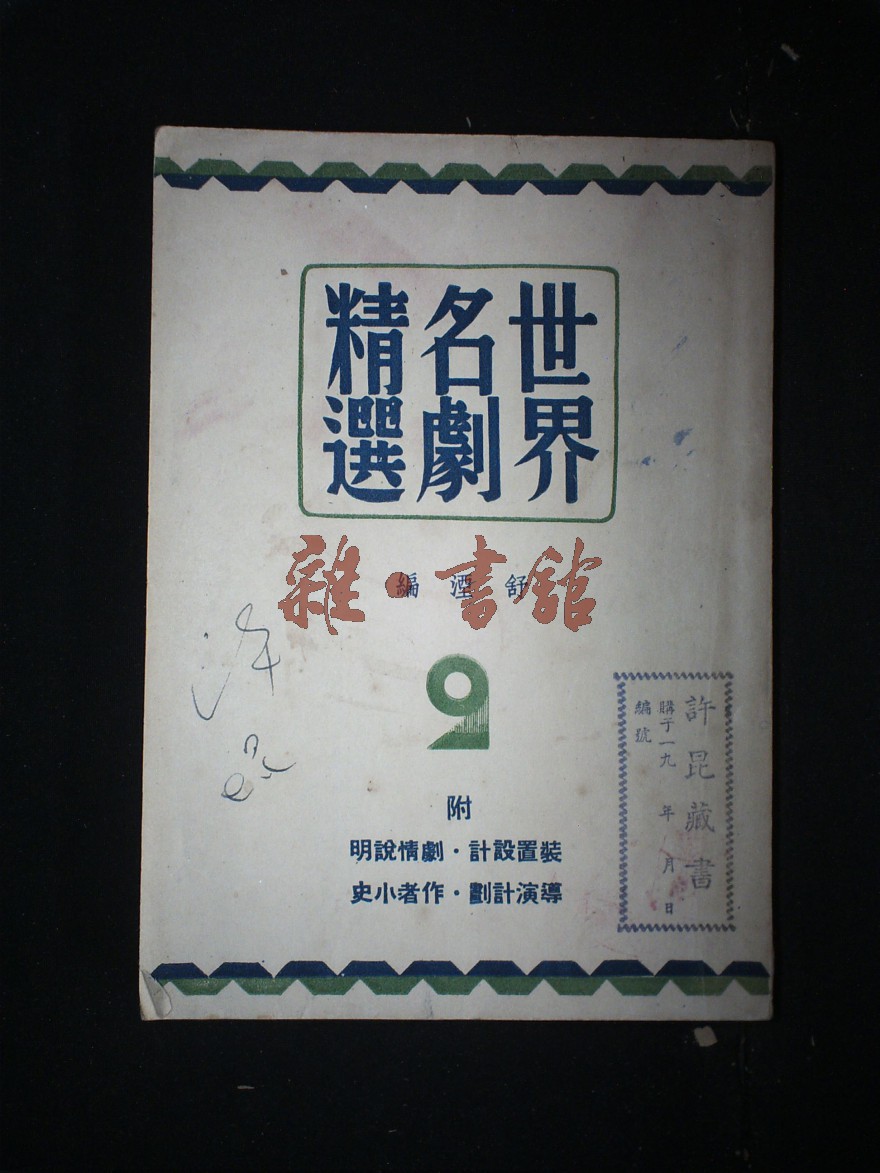 世界
名劇
精選
舒湮編
雜·書館
2
附
裝置設計・劇情說明
導演計劃・作者小史
許昆藏書
購于一九 年 月 日
編號